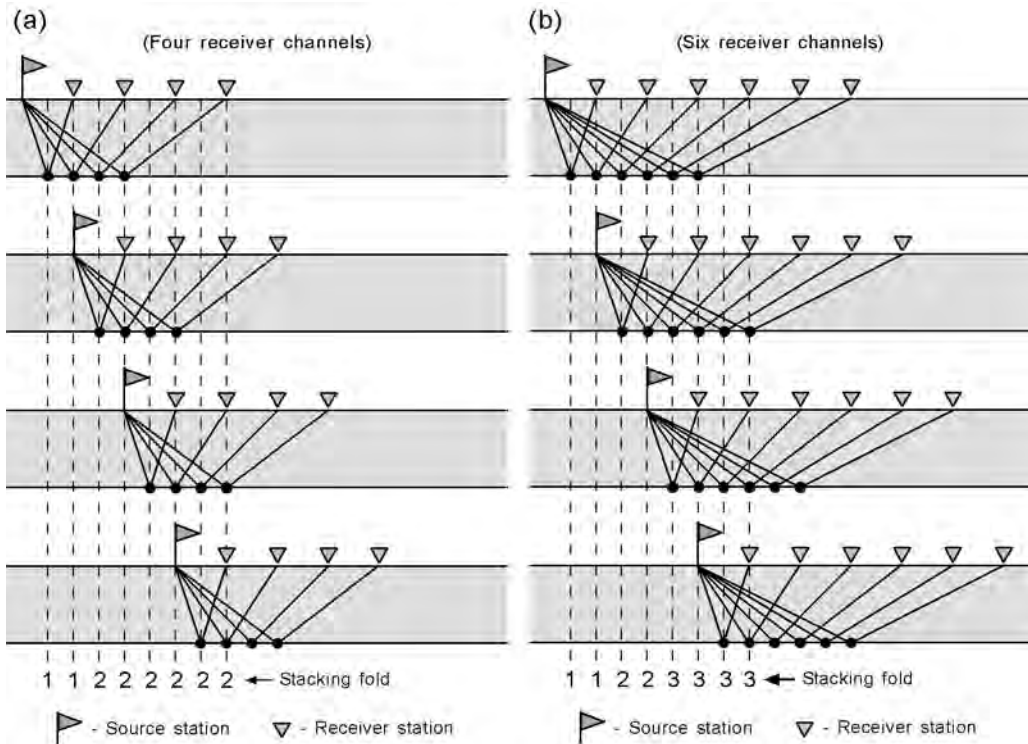 (a)
(Four receiver channels)
1 1 2 2 2 2 2 2 ← Stacking fold
- Source station
- Receiver station
(b)
(Six receiver channels)
1 1 2 2 3 3 3 3 ← Stacking fold
- Source station
- Receiver station